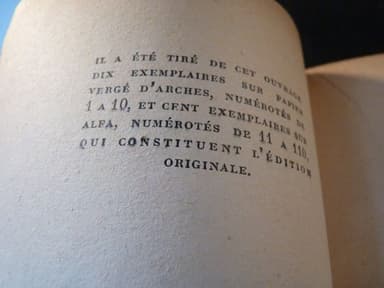 IL A ÉTÉ TIRÉ DE CET OUVRAGE
DIX EXEMPLAIRES SUR PAPIER
VERGÉ D'ARCHES, NUMÉROTÉS DE
1 A 10, ET CENT EXEMPLAIRES SUR
ALFA, NUMÉROTÉS DE 11 A 110,
QUI CONSTITUENT L'ÉDITION
ORIGINALE.